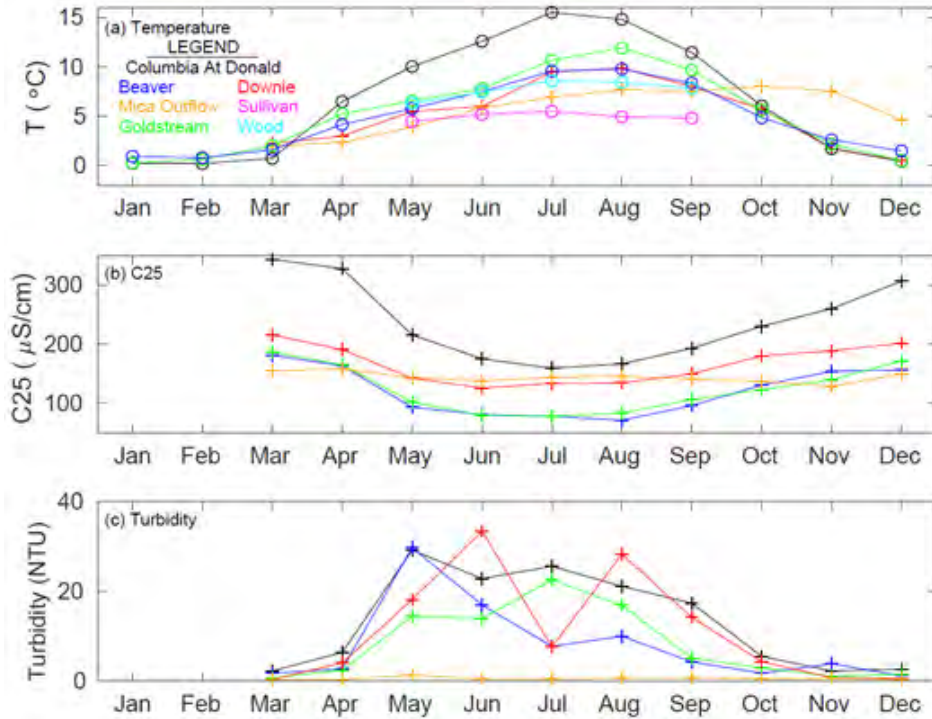 15
(a) Temperature
LEGEND
Columbia At Donald
10
Beaver Downie
Mica Outflow Sullivan
5
Goldstream Wood
0
T ( °C)
Jan Feb Mar Apr May Jun Jul Aug Sep Oct Nov Dec
(b) C25
300
200
100
C25 ( μS/cm)
Jan Feb Mar Apr May Jun Jul Aug Sep Oct Nov Dec
40
(c) Turbidity
20
0
Turbidity (NTU)
Jan Feb Mar Apr May Jun Jul Aug Sep Oct Nov Dec